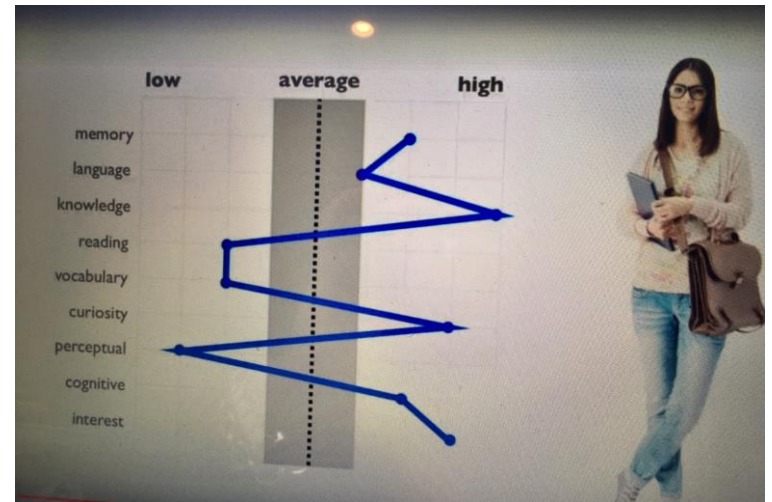 low average high
memory
language
knowledge
reading
vocabulary
curiosity
perceptual
cognitive
interest